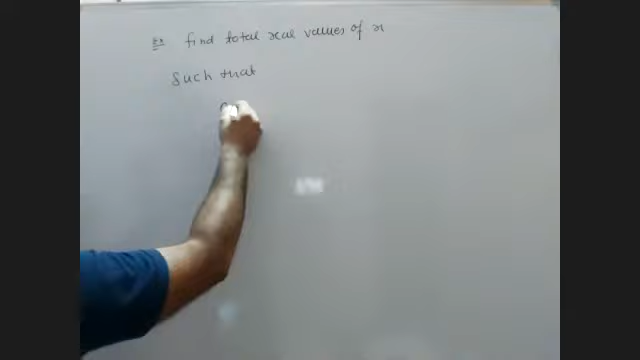 Ex find total real values of x
Such that